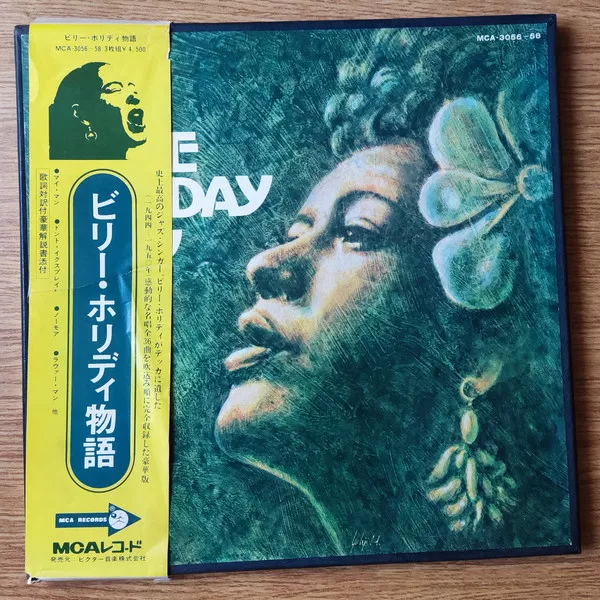 ビリー・ホリディ物語
MCA-3056~58 3枚組¥4,500
MCA-3056~58
E
DAY
史上最高のジャズ・シンガー、ビリー・ホリディがデッカに遺した
(一九四四~一九五〇年)感動的な名唱全36曲を吹込み順に完全収録した豪華版
ビリー・ホリディ物語
●マイ・マン ●ドント・イクスプレイン ●ノーモア ●ラヴァー・マン 他
歌詞対訳付豪華解説書添付
MCA RECORDS
MCAレコード
発売元・ビクター音楽株式会社